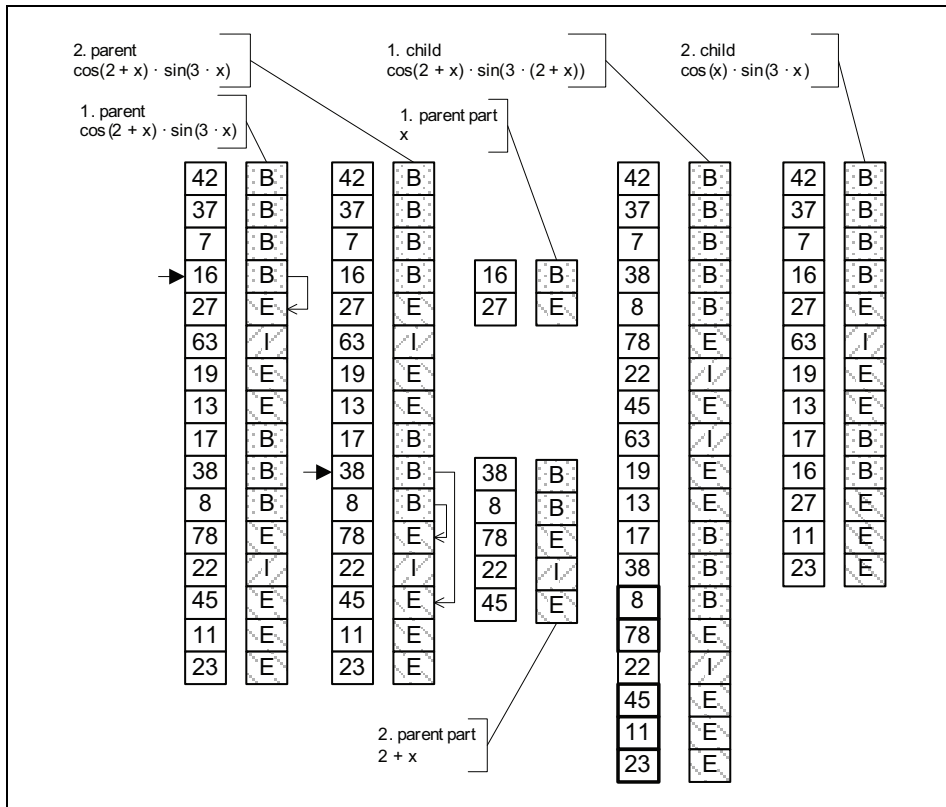 2. parent
cos(2 + x) · sin(3 · x)
1. child
cos(2 + x) · sin(3 · (2 + x))
2. child
cos(x) · sin(3 · x)
1. parent
cos(2 + x) · sin(3 · x)
1. parent part
x
42 B 42 B 42 B 42 B
37 B 37 B 37 B 37 B
7 B 7 B 7 B 7 B
16 B 16 B 16 B 38 B 16 B
27 E 27 E 27 E 8 B 27 E
63 I 63 I 78 E 63 I
19 E 19 E 22 I 19 E
13 E 13 E 45 E 13 E
17 B 17 B 63 I 17 B
38 B 38 B 38 B 19 E 16 B
8 B 8 B 8 B 13 E 27 E
78 E 78 E 78 E 17 B 11 E
22 I 22 I 22 I 38 B 23 E
45 E 45 E 45 E 8 B
11 E 11 E 78 E
23 E 23 E 22 I
45 E
11 E
23 E
2. parent part
2 + x